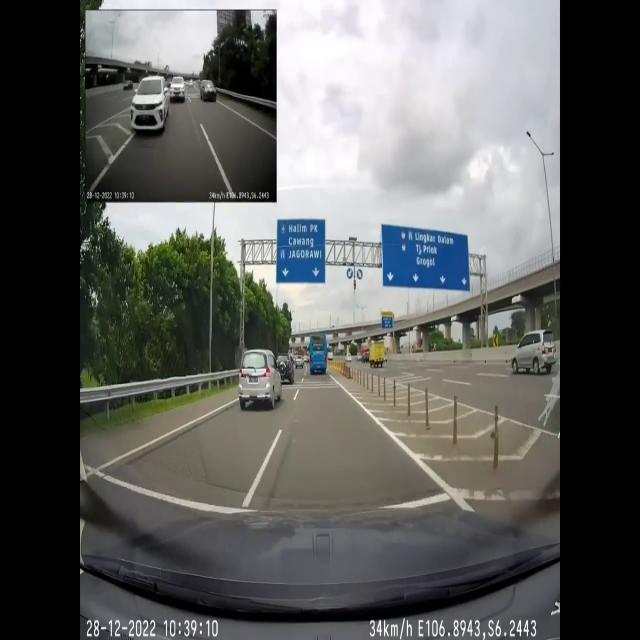 28-12-2022 10:39:10
34km/h E106.8943,S6.2443
Halim PK
Cawang
JAGORAWI
Lingkar Dalam
Tj Priok
Grogol
28-12-2022 10:39:10
34km/h E106.8943,S6.2443